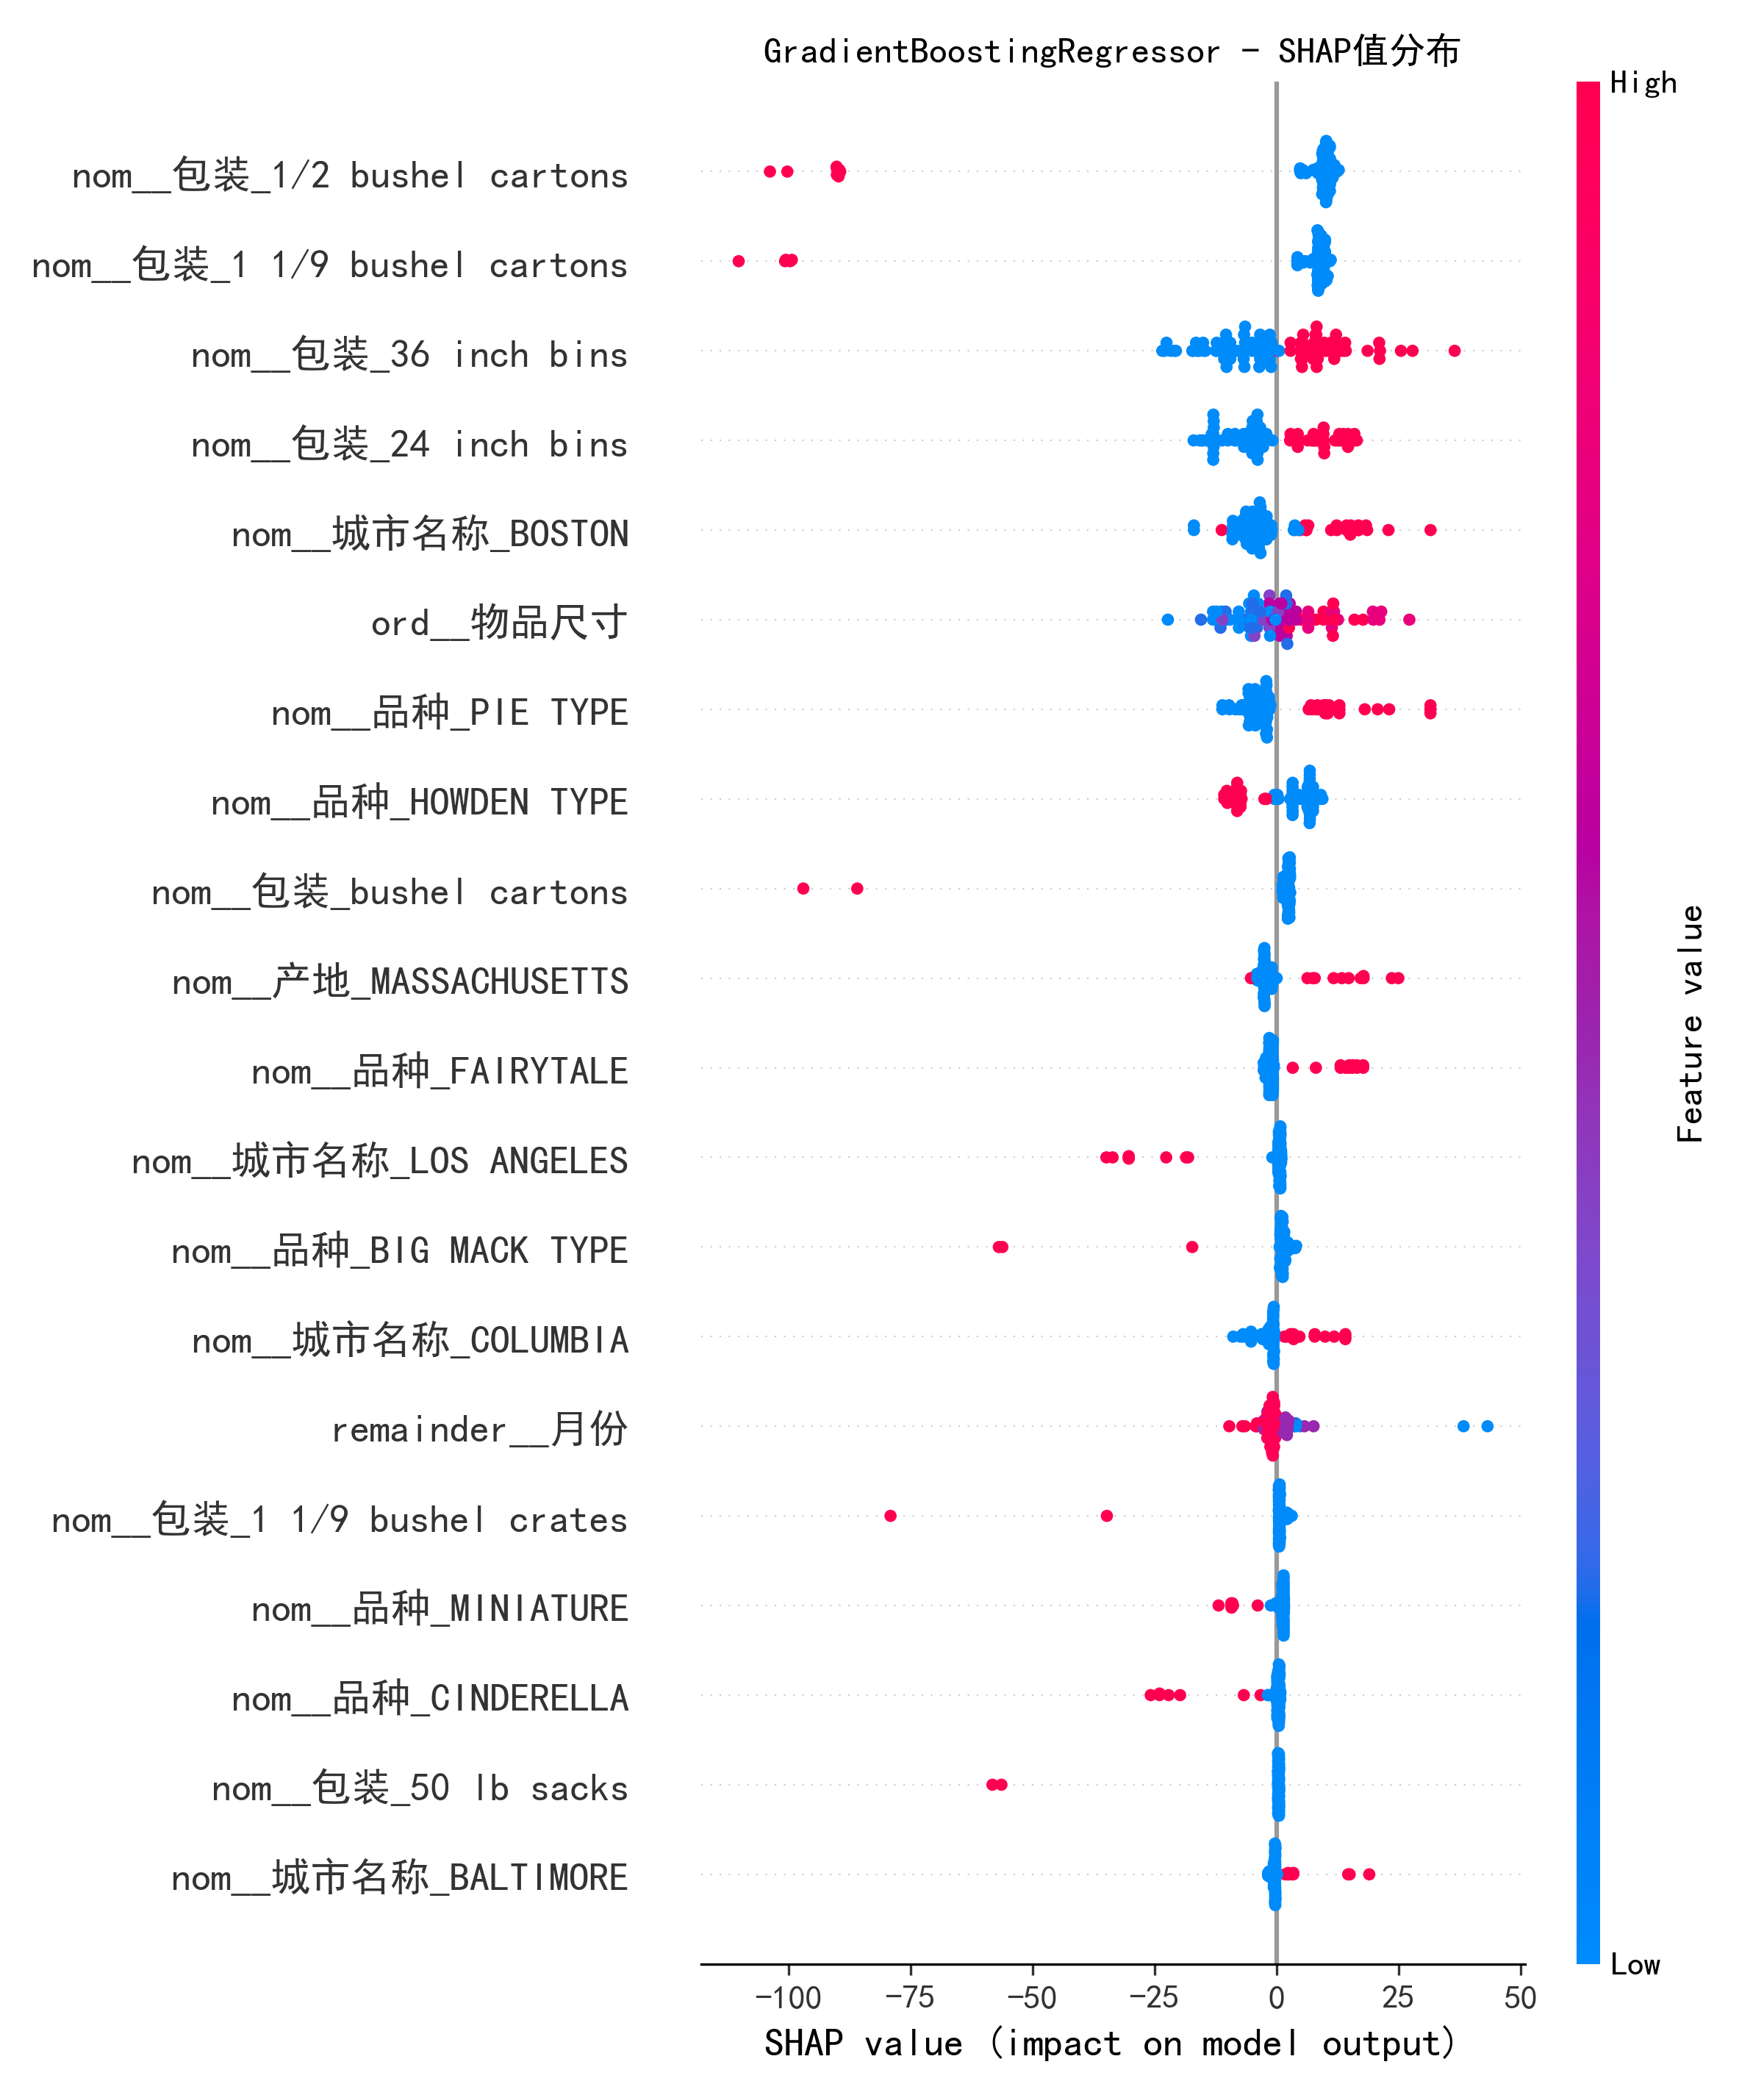 GradientBoostingRegressor - SHAP值分布
High
nom__包装_1/2 bushel cartons
nom__包装_1 1/9 bushel cartons
nom__包装_36 inch bins
nom__包装_24 inch bins
nom__城市名称_BOSTON
ord__物品尺寸
nom__品种_PIE TYPE
nom__品种_HOWDEN TYPE
nom__包装_bushel cartons
nom__产地_MASSACHUSETTS
nom__品种_FAIRYTALE
nom__城市名称_LOS ANGELES
nom__品种_BIG MACK TYPE
nom__城市名称_COLUMBIA
remainder__月份
nom__包装_1 1/9 bushel crates
nom__品种_MINIATURE
nom__品种_CINDERELLA
nom__包装_50 lb sacks
nom__城市名称_BALTIMORE
Feature value
Low
−100 −75 −50 −25 0 25 50
SHAP value (impact on model output)